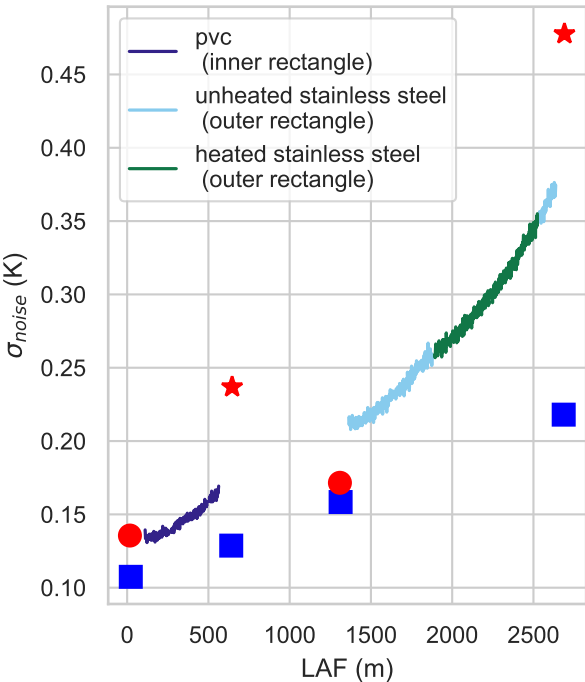 pvc
(inner rectangle)
unheated stainless steel
(outer rectangle)
heated stainless steel
(outer rectangle)
σnoise (K)
0.45
0.40
0.35
0.30
0.25
0.20
0.15
0.10
0 500 1000 1500 2000 2500
LAF (m)